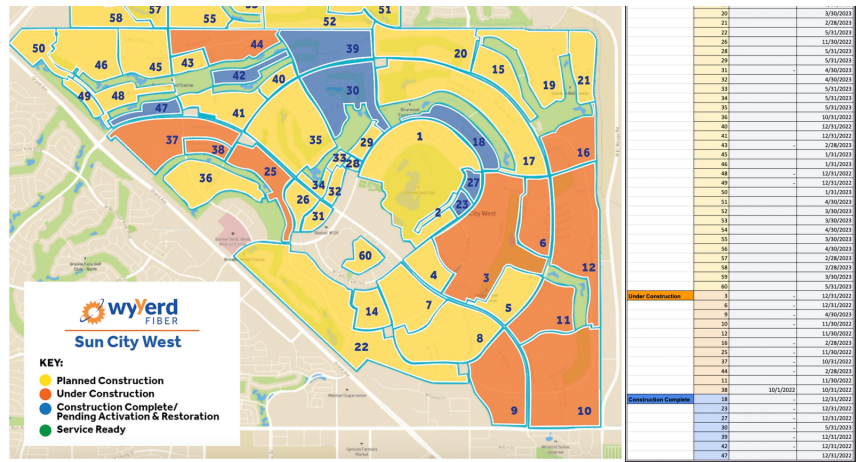 57
51
58
55
52
50
46
45
43
44
42
39
40
20
15
19
21
49
48
47
41
30
35
1
18
37
38
36
25
29
33
28
34
32
26
31
17
16
27
23
2
City West
6
3
4
12
60
14
7
5
11
22
8
9
10
wyyerd
FIBER
Sun City West
KEY:
Planned Construction
Under Construction
Construction Complete/
Pending Activation & Restoration
Service Ready
20 3/30/2023
21 2/28/2023
22 5/31/2023
26 11/30/2022
28 5/31/2023
29 5/31/2023
31 - 4/30/2023
32 4/30/2023
33 5/31/2023
34 5/31/2023
35 5/31/2023
36 10/31/2022
40 12/31/2022
41 12/31/2022
43 - 2/28/2023
45 1/31/2023
46 1/31/2023
48 - 12/31/2022
49 - 12/31/2022
50 1/31/2023
51 4/30/2023
52 3/30/2023
53 3/30/2023
54 4/30/2023
55 3/30/2023
56 4/30/2023
57 2/28/2023
58 2/28/2023
59 3/30/2023
60 5/31/2023
Under Construction 3 - 12/31/2022
6 - 12/31/2022
9 - 4/30/2023
10 - 11/30/2022
12 11/30/2022
16 - 2/28/2023
25 - 11/30/2022
37 - 10/31/2022
44 - 2/28/2023
11 11/30/2022
38 10/1/2022 10/31/2022
Construction Complete 18 - 12/31/2022
23 - 12/31/2022
27 - 12/31/2022
30 - 5/31/2023
39 - 12/31/2022
42 - 12/31/2022
47 12/31/2022